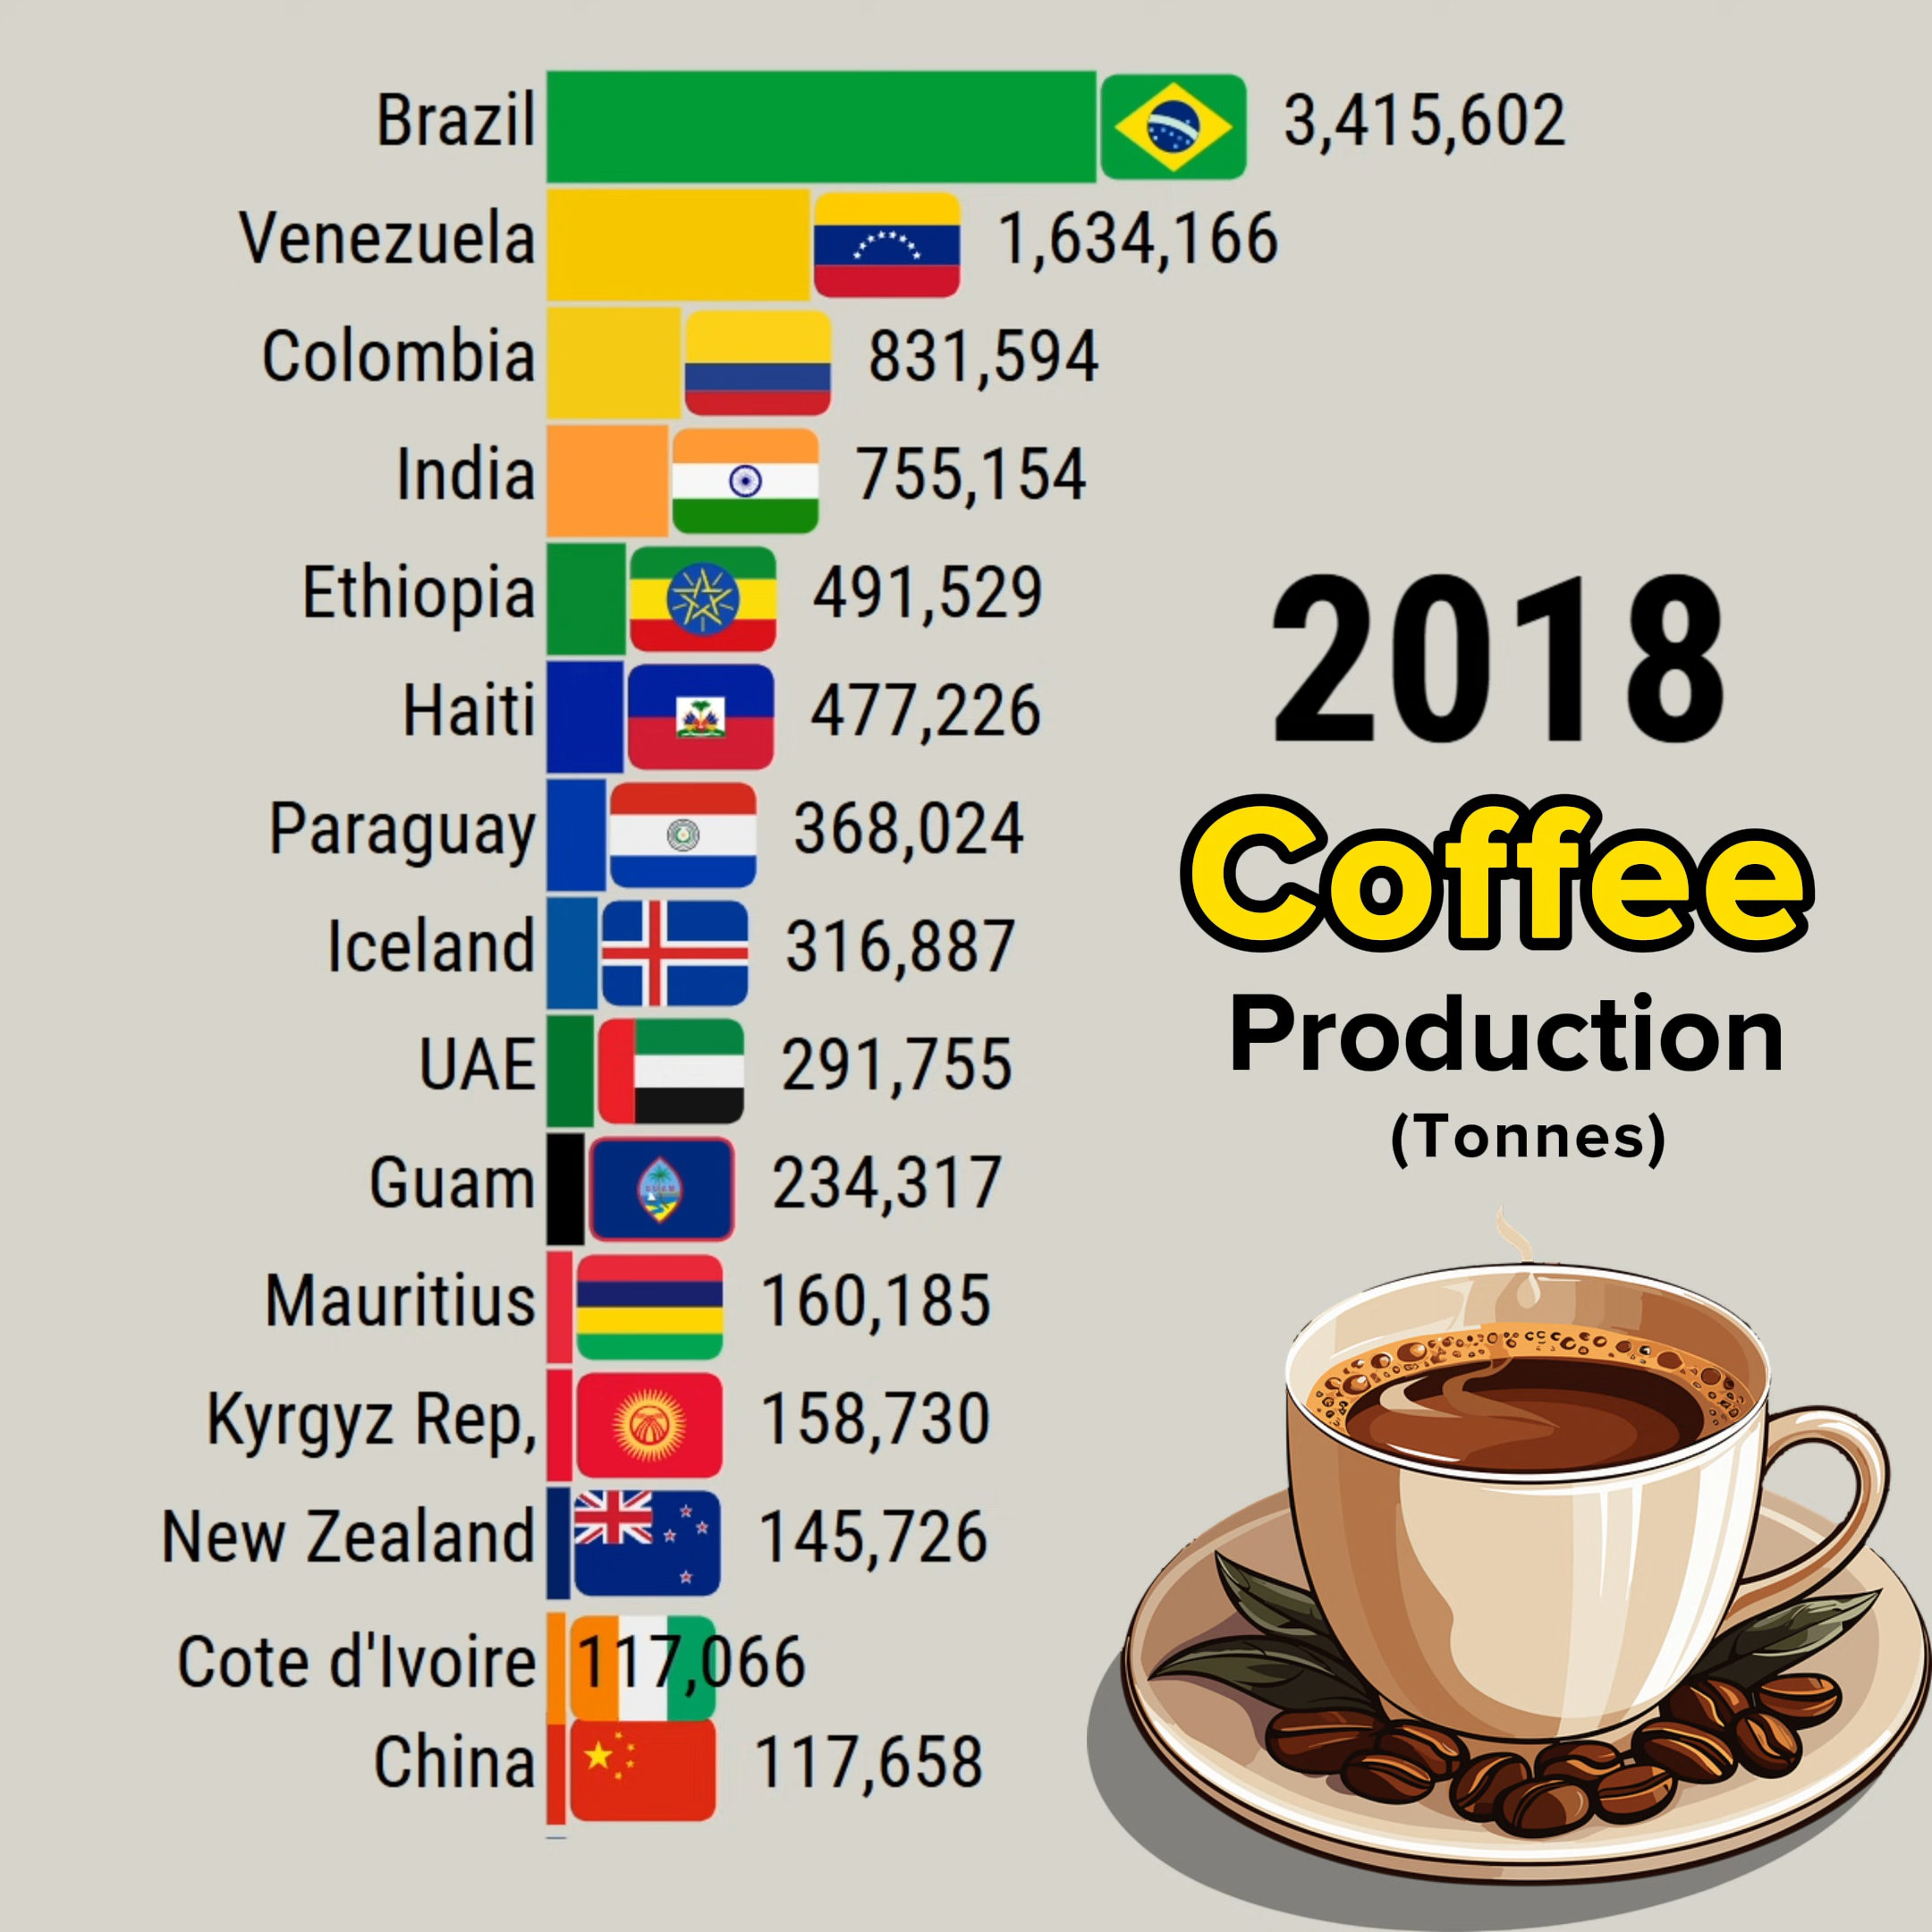 Brazil 3,415,602
Venezuela 1,634,166
Colombia 831,594
India 755,154
Ethiopia 491,529
Haiti 477,226
Paraguay 368,024
Iceland 316,887
UAE 291,755
Guam 234,317
Mauritius 160,185
Kyrgyz Rep, 158,730
New Zealand 145,726
Cote d'Ivoire 117,066
China 117,658
2018
Coffee
Production
(Tonnes)